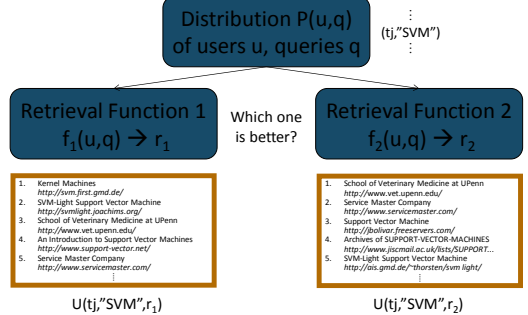 Distribution P(u,q)
of users u, queries q
⋮
(tj,”SVM”)
⋮
Retrieval Function 1
f1(u,q) → r1
Which one
is better?
Retrieval Function 2
f2(u,q) → r2
1. Kernel Machines
http://svm.first.gmd.de/
2. SVM-Light Support Vector Machine
http://svmlight.joachims.org/
3. School of Veterinary Medicine at UPenn
http://www.vet.upenn.edu/
4. An Introduction to Support Vector Machines
http://www.support-vector.net/
5. Service Master Company
http://www.servicemaster.com/
⋮
1. School of Veterinary Medicine at UPenn
http://www.vet.upenn.edu/
2. Service Master Company
http://www.servicemaster.com/
3. Support Vector Machine
http://jbolivar.freeservers.com/
4. Archives of SUPPORT-VECTOR-MACHINES
http://www.jiscmail.ac.uk/lists/SUPPORT...
5. SVM-Light Support Vector Machine
http://ais.gmd.de/~thorsten/svm light/
⋮
U(tj,”SVM”,r1)
U(tj,”SVM”,r2)